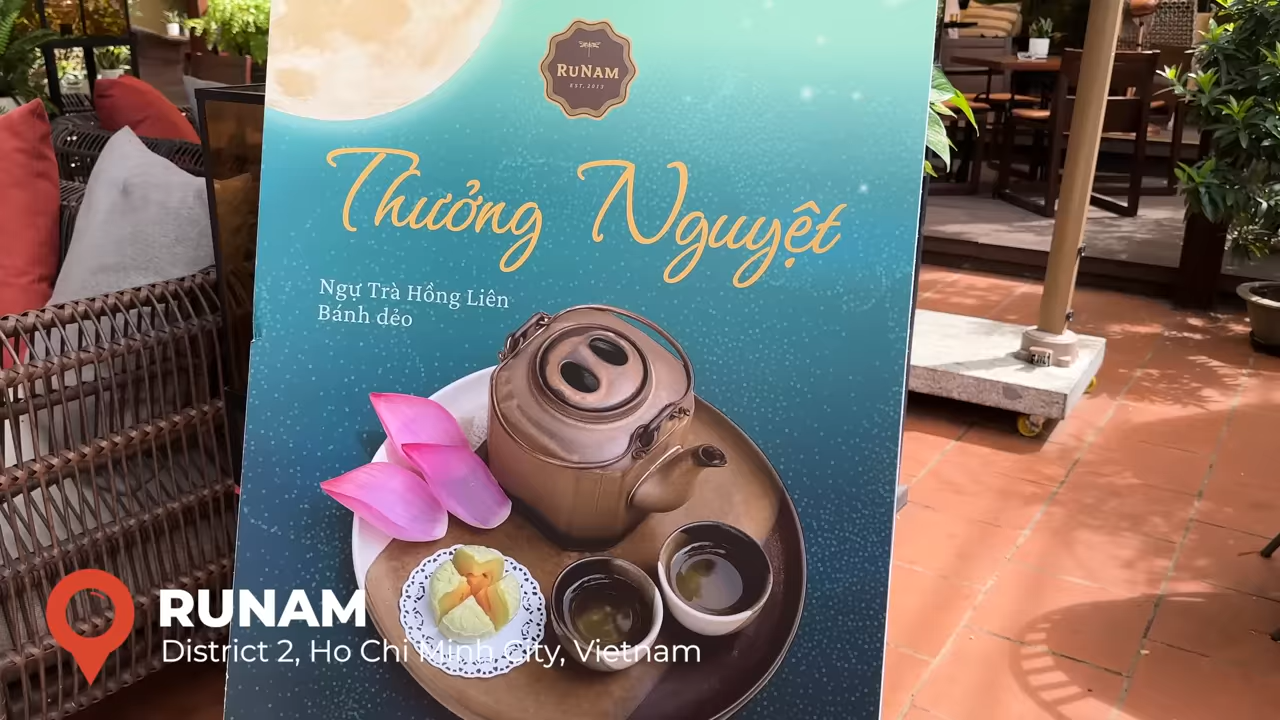 RUNAM
EST. 2013
Thưởng Nguyệt
Ngự Trà Hồng Liên
Bánh dẻo
RUNAM
District 2, Ho Chi Minh City, Vietnam